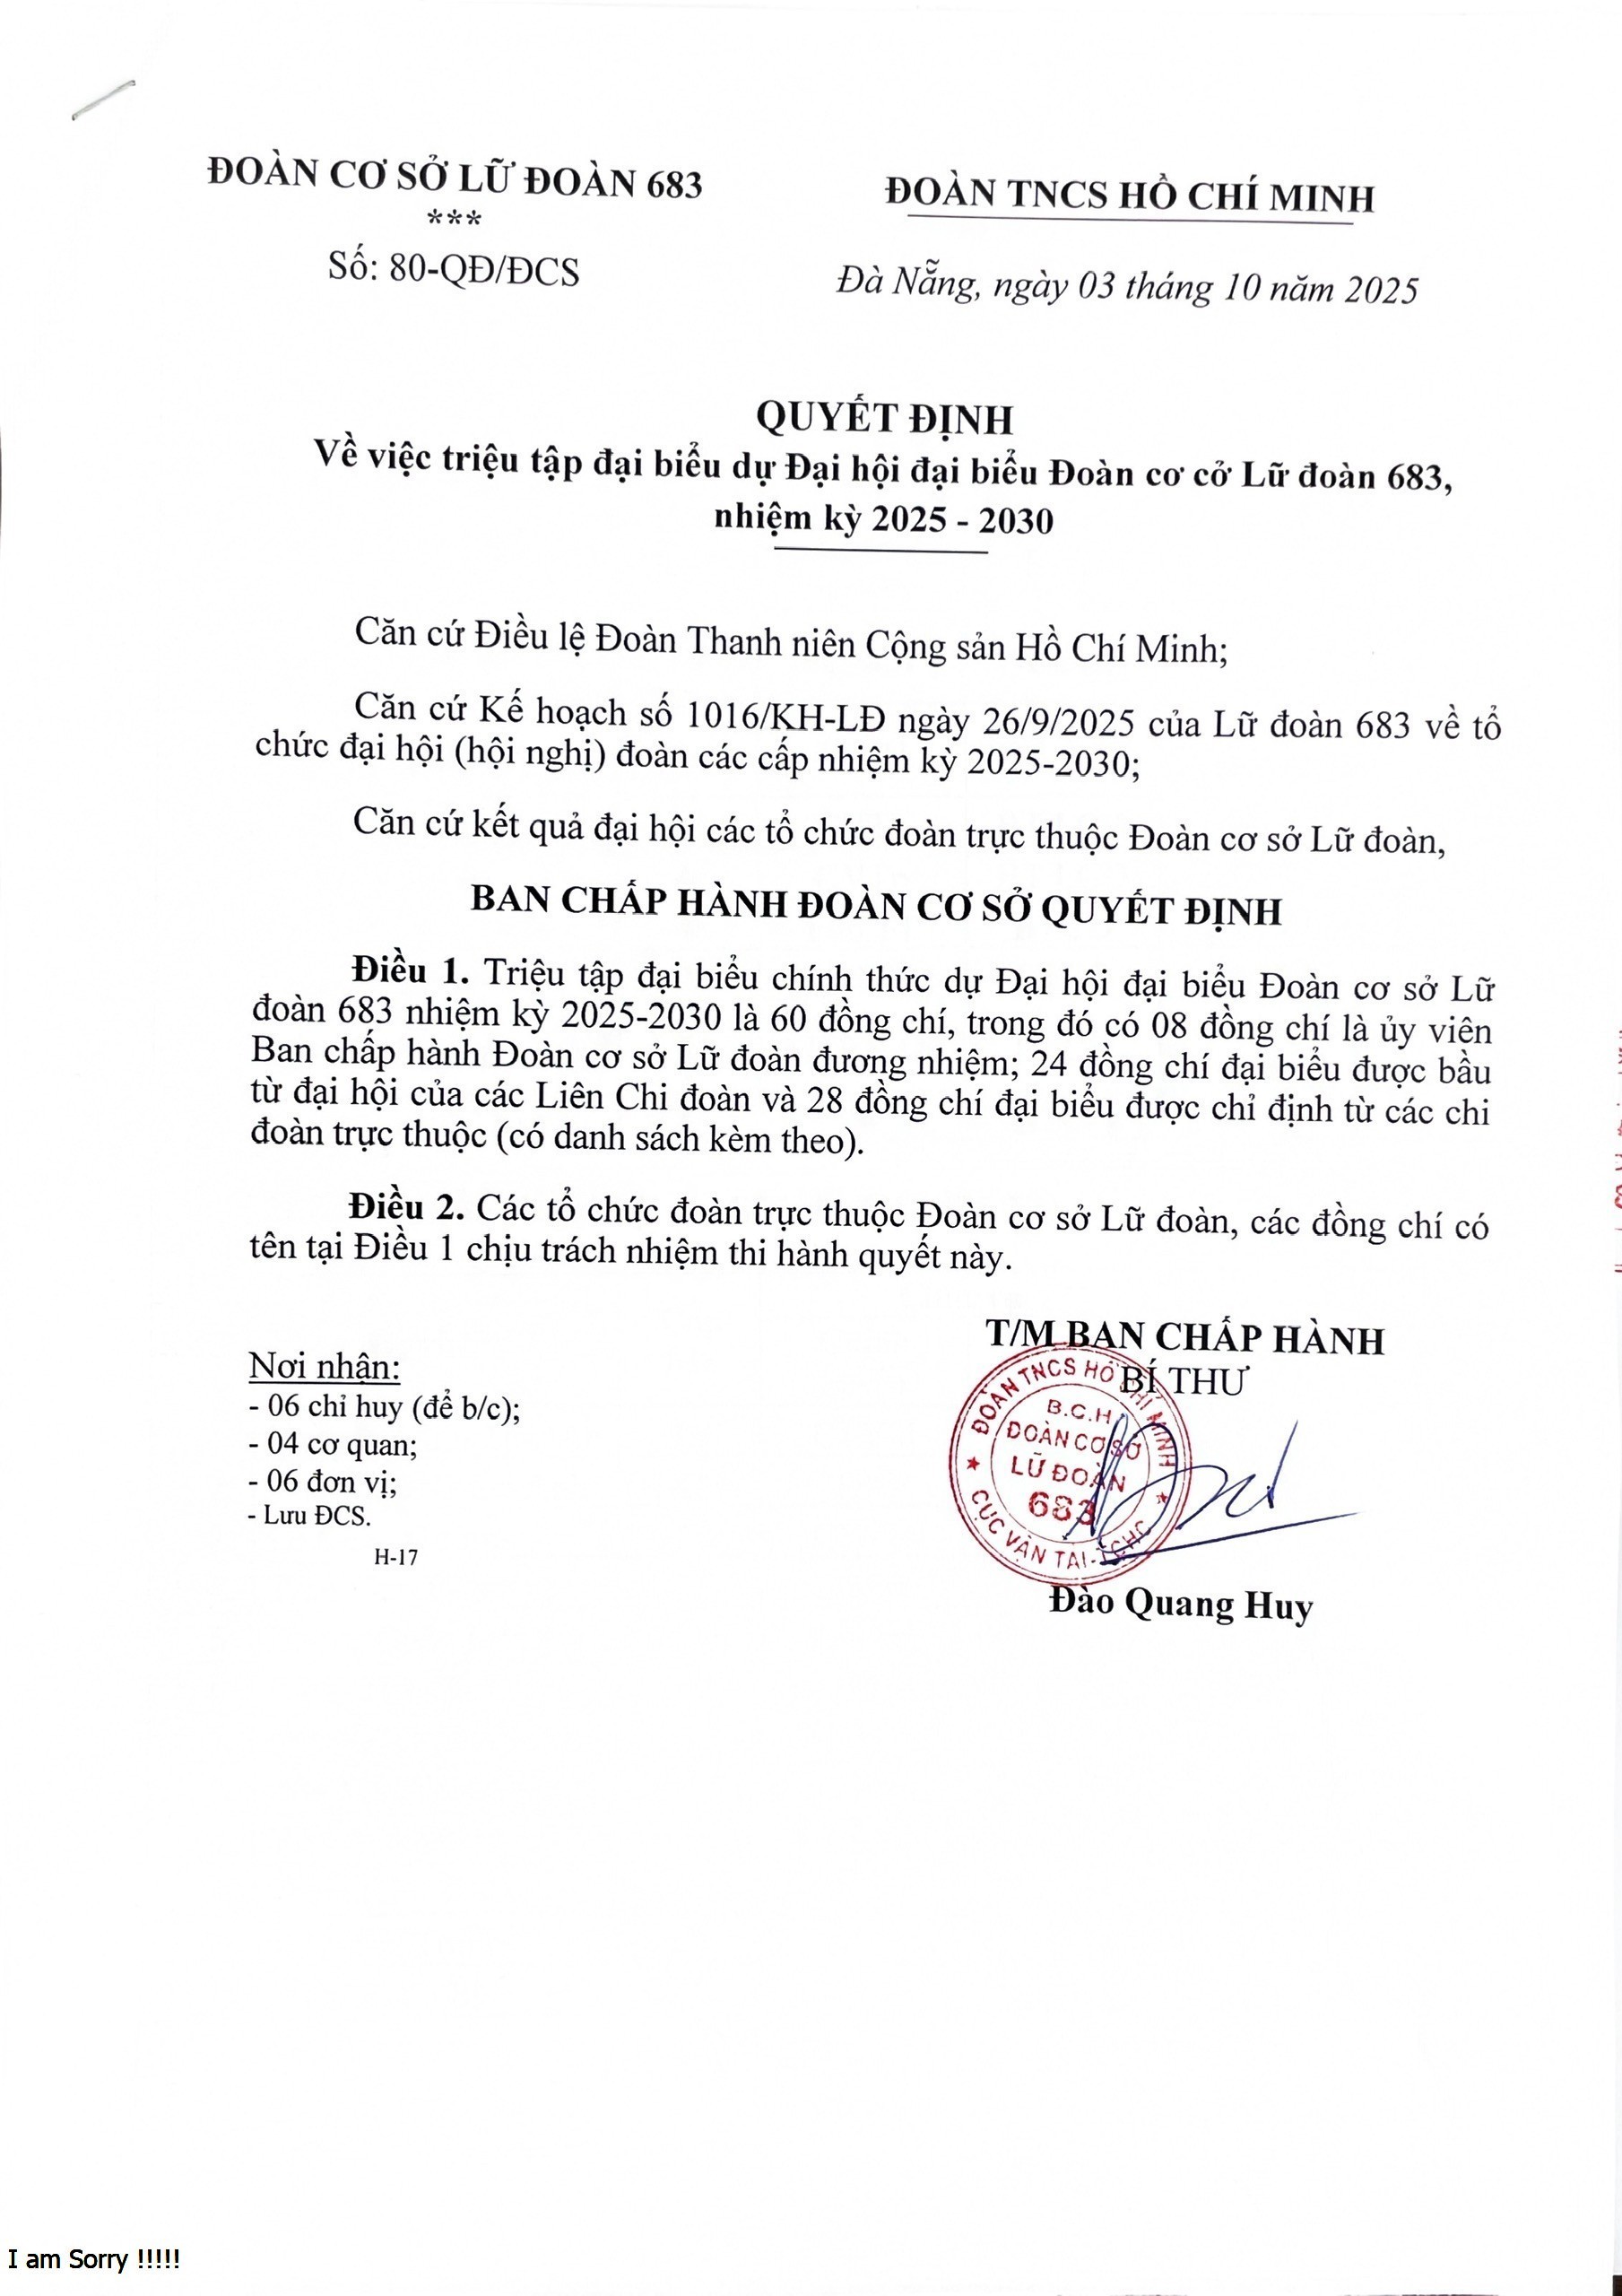 ĐOÀN CƠ SỞ LỮ ĐOÀN 683
***
Số: 80-QĐ/ĐCS
ĐOÀN TNCS HỒ CHÍ MINH
Đà Nẵng, ngày 03 tháng 10 năm 2025
QUYẾT ĐỊNH
Về việc triệu tập đại biểu dự Đại hội đại biểu Đoàn cơ cở Lữ đoàn 683,
nhiệm kỳ 2025 - 2030
Căn cứ Điều lệ Đoàn Thanh niên Cộng sản Hồ Chí Minh;
Căn cứ Kế hoạch số 1016/KH-LĐ ngày 26/9/2025 của Lữ đoàn 683 về tổ
chức đại hội (hội nghị) đoàn các cấp nhiệm kỳ 2025-2030;
Căn cứ kết quả đại hội các tổ chức đoàn trực thuộc Đoàn cơ sở Lữ đoàn,
BAN CHẤP HÀNH ĐOÀN CƠ SỞ QUYẾT ĐỊNH
Điều 1. Triệu tập đại biểu chính thức dự Đại hội đại biểu Đoàn cơ sở Lữ
đoàn 683 nhiệm kỳ 2025-2030 là 60 đồng chí, trong đó có 08 đồng chí là ủy viên
Ban chấp hành Đoàn cơ sở Lữ đoàn đương nhiệm; 24 đồng chí đại biểu được bầu
từ đại hội của các Liên Chi đoàn và 28 đồng chí đại biểu được chỉ định từ các chi
đoàn trực thuộc (có danh sách kèm theo).
Điều 2. Các tổ chức đoàn trực thuộc Đoàn cơ sở Lữ đoàn, các đồng chí có
tên tại Điều 1 chịu trách nhiệm thi hành quyết này.
Nơi nhận:
- 06 chỉ huy (để b/c);
- 04 cơ quan;
- 06 đơn vị;
- Lưu ĐCS.
H-17
T/M BAN CHẤP HÀNH
BÍ THƯ
ĐOÀN TNCS HỒ CHÍ MINH
B.C.H
ĐOÀN CƠ SỞ
LỮ ĐOÀN
683
CỤC VẬN TẢI-TCHC
Đào Quang Huy
I am Sorry !!!!!